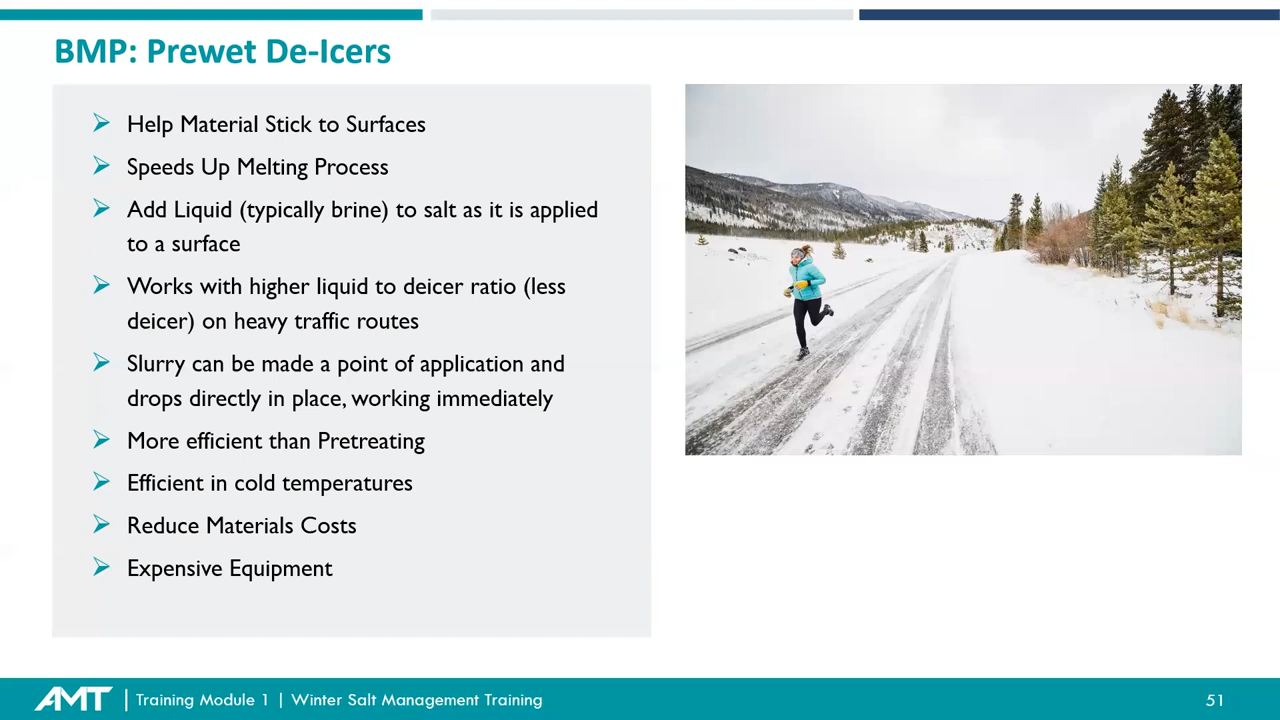 BMP: Prewet De-Icers
Help Material Stick to Surfaces
Speeds Up Melting Process
Add Liquid (typically brine) to salt as it is applied
to a surface
Works with higher liquid to deicer ratio (less
deicer) on heavy traffic routes
Slurry can be made a point of application and
drops directly in place, working immediately
More efficient than Pretreating
Efficient in cold temperatures
Reduce Materials Costs
Expensive Equipment
AMT | Training Module 1 | Winter Salt Management Training
51